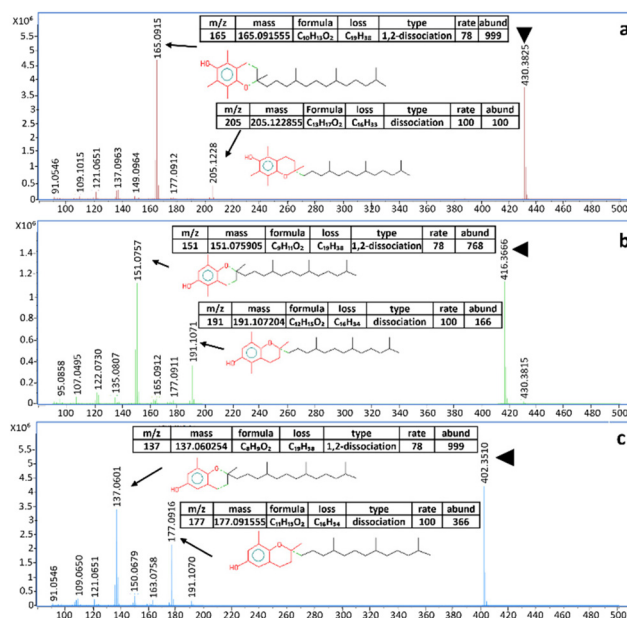 a
X10⁶
5
4.5
4
3.5
3
2.5
2
1.5
1
0.5
0
m/z mass formula loss type rate abund
165 165.091555 C₁₀H₁₃O₂ C₁₉H₃₈ 1,2-dissociation 78 999
HO
O
m/z mass Formula loss type rate abund
205 205.122855 C₁₃H₁₇O₂ C₁₆H₃₃ dissociation 100 100
HO
O
91.0546
109.1015
121.0651
137.0963
149.0964
165.0915
177.0912
205.1228
430.3825
100 120 140 160 180 200 220 240 260 280 300 320 340 360 380 400 420 440 460 480 500
b
X10⁶
1.4
1.2
1
0.8
0.6
0.4
0.2
0
m/z mass formula loss type rate abund
151 151.075905 C₉H₁₁O₂ C₁₉H₃₈ 1,2-dissociation 78 768
HO
O
m/z mass formula loss type rate abund
191 191.107204 C₁₂H₁₅O₂ C₁₆H₃₄ dissociation 100 166
HO
O
95.0858
107.0495
122.0730
135.0807
151.0757
165.0912
177.0911
191.1071
416.3666
430.3815
100 120 140 160 180 200 220 240 260 280 300 320 340 360 380 400 420 440 460 480 500
c
X10⁶
5
4.5
4
3.5
3
2.5
2
1.5
1
0.5
0
m/z mass formula loss type rate abund
137 137.060254 C₈H₉O₂ C₁₉H₃₈ 1,2-dissociation 78 999
HO
O
m/z mass formula loss type rate abund
177 177.091555 C₁₁H₁₃O₂ C₁₆H₃₄ dissociation 100 366
HO
O
91.0546
109.0650
121.0651
137.0601
150.0679
163.0758
177.0916
191.1070
402.3510
100 120 140 160 180 200 220 240 260 280 300 320 340 360 380 400 420 440 460 480 500